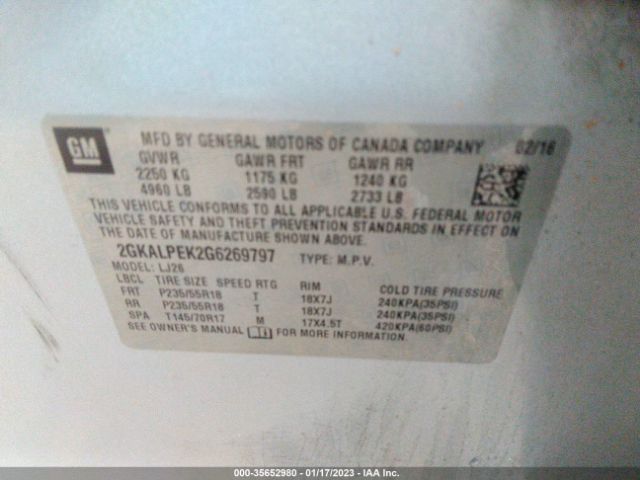 GM
MFD BY GENERAL MOTORS OF CANADA COMPANY 02/16
GVWR GAWR FRT GAWR RR
2250 KG 1175 KG 1240 KG
4960 LB 2590 LB 2733 LB
THIS VEHICLE CONFORMS TO ALL APPLICABLE U.S. FEDERAL MOTOR
VEHICLE SAFETY AND THEFT PREVENTION STANDARDS IN EFFECT ON
THE DATE OF MANUFACTURE SHOWN ABOVE.
2GKALPEK2G6269797 TYPE: M.P.V.
MODEL: LJ26
LBCL TIRE SIZE SPEED RTG RIM COLD TIRE PRESSURE
FRT P235/55R18 T 18X7J 240KPA(35PSI)
RR P235/55R18 T 18X7J 240KPA(35PSI)
SPA T145/70R17 M 17X4.5T 420KPA(60PSI)
SEE OWNER'S MANUAL FOR MORE INFORMATION.
000-35652980 - 01/17/2023 - IAA Inc.